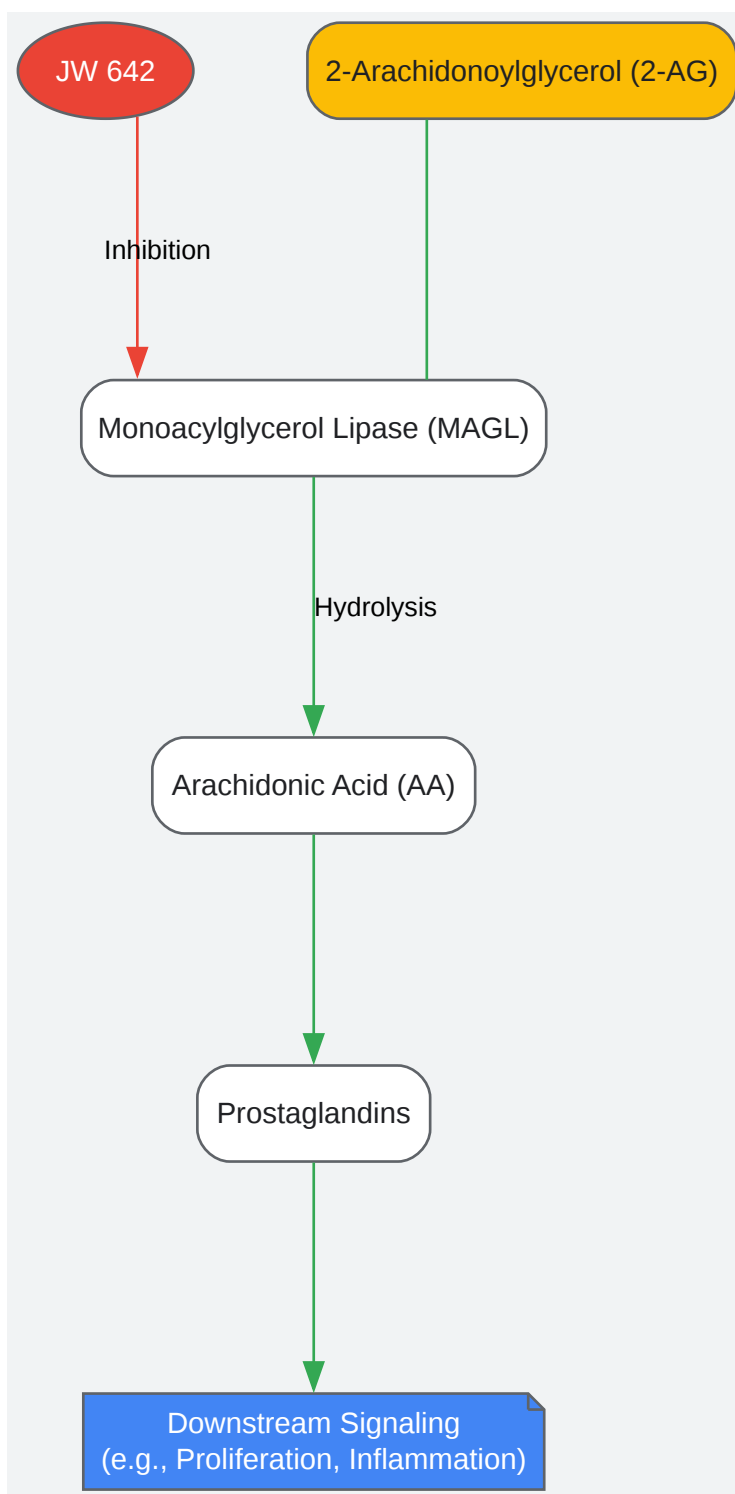 JW 642
2-Arachidonoylglycerol (2-AG)
Inhibition
Monoacylglycerol Lipase (MAGL)
Hydrolysis
Arachidonic Acid (AA)
Prostaglandins
Downstream Signaling
(e.g., Proliferation, Inflammation)